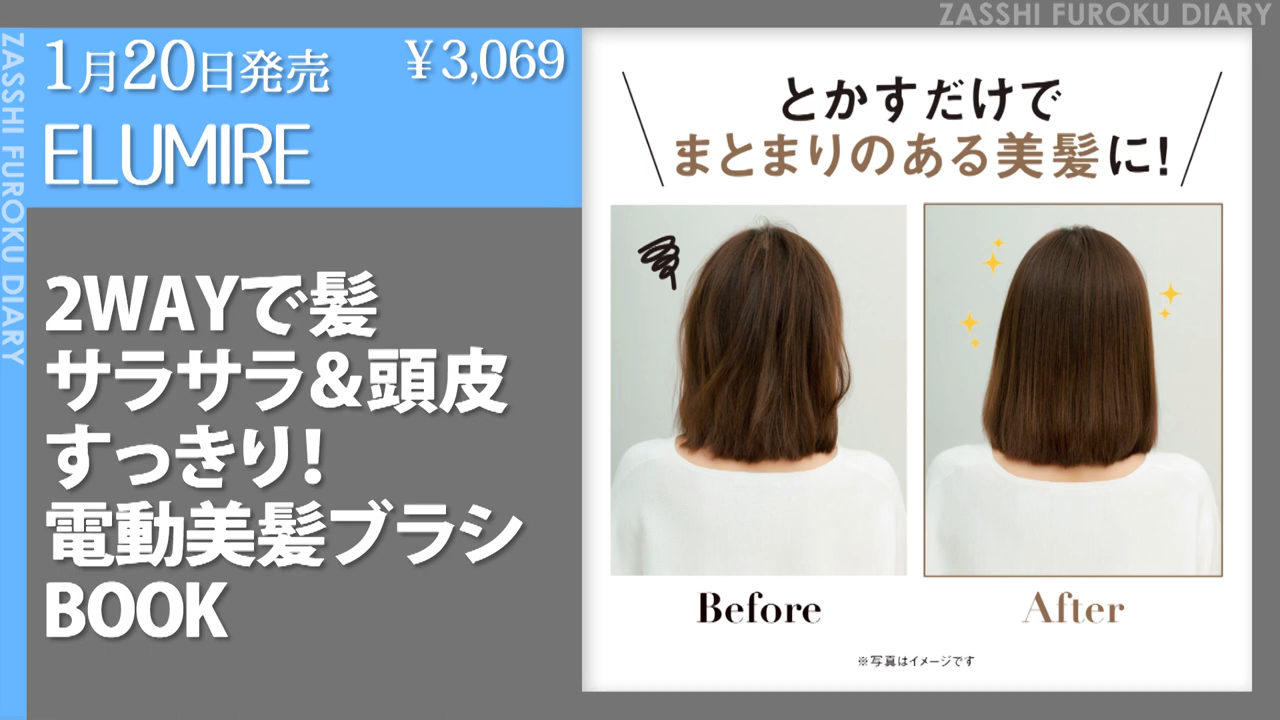 ZASSHI FUROKU DIARY
ZASSHI FUROKU DIARY
1月20日発売
¥3,069
ELUMIRE
2WAYで髪
サラサラ&頭皮
すっきり!
電動美髪ブラシ
BOOK
とかすだけで
まとまりのある美髪に!
Before
After
※写真はイメージです